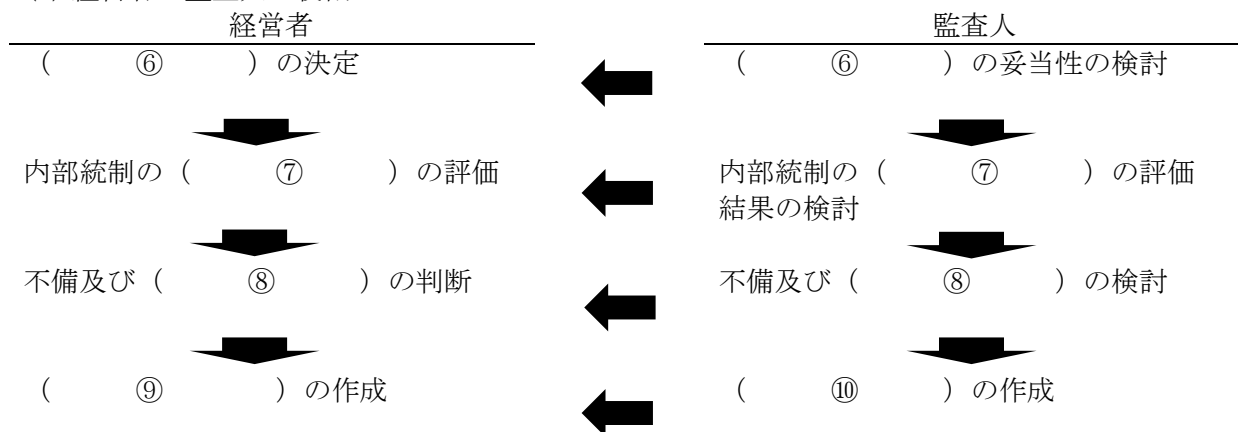 経営者
監査人
( ⑥ )の決定
( ⑥ )の妥当性の検討
内部統制の( ⑦ )の評価
内部統制の( ⑦ )の評価
結果の検討
不備及び( ⑧ )の判断
不備及び( ⑧ )の検討
( ⑨ )の作成
( ⑩ )の作成